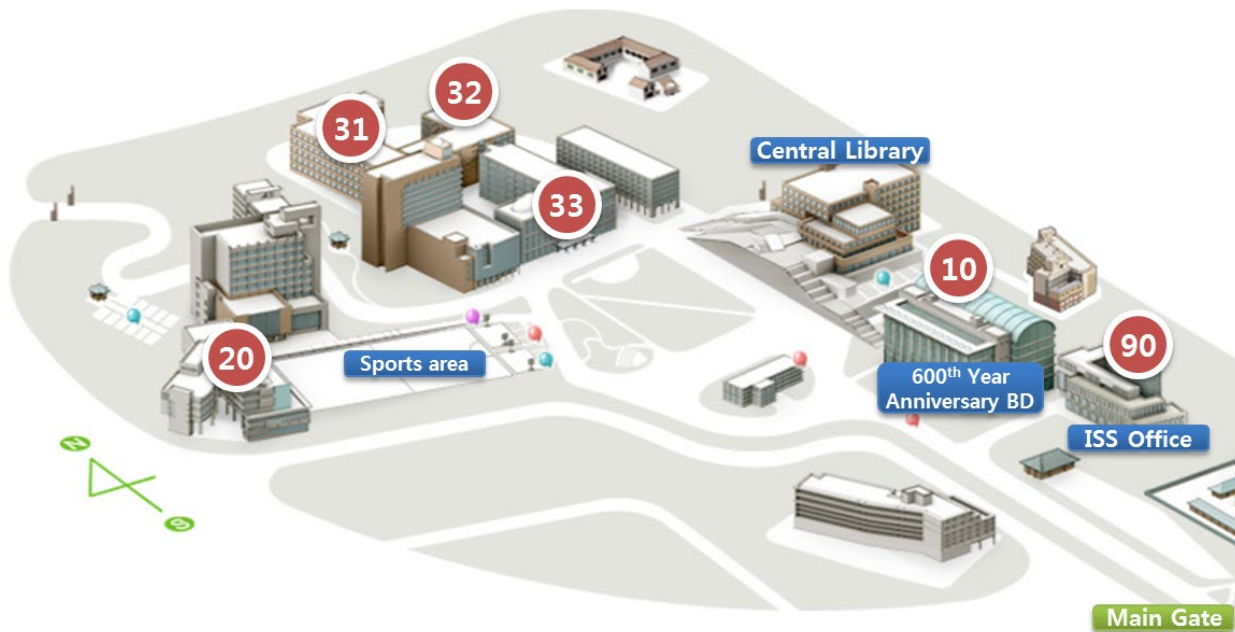 32
31
Central Library
33
10
20
Sports area
90
600th Year
Anniversary BD
ISS Office
N
Main Gate